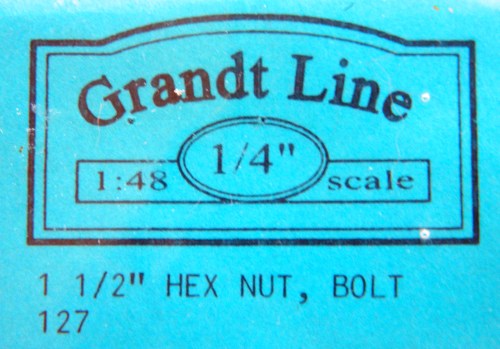 Grandt Line
1:48 1/4" scale
1 1/2" HEX NUT, BOLT
127